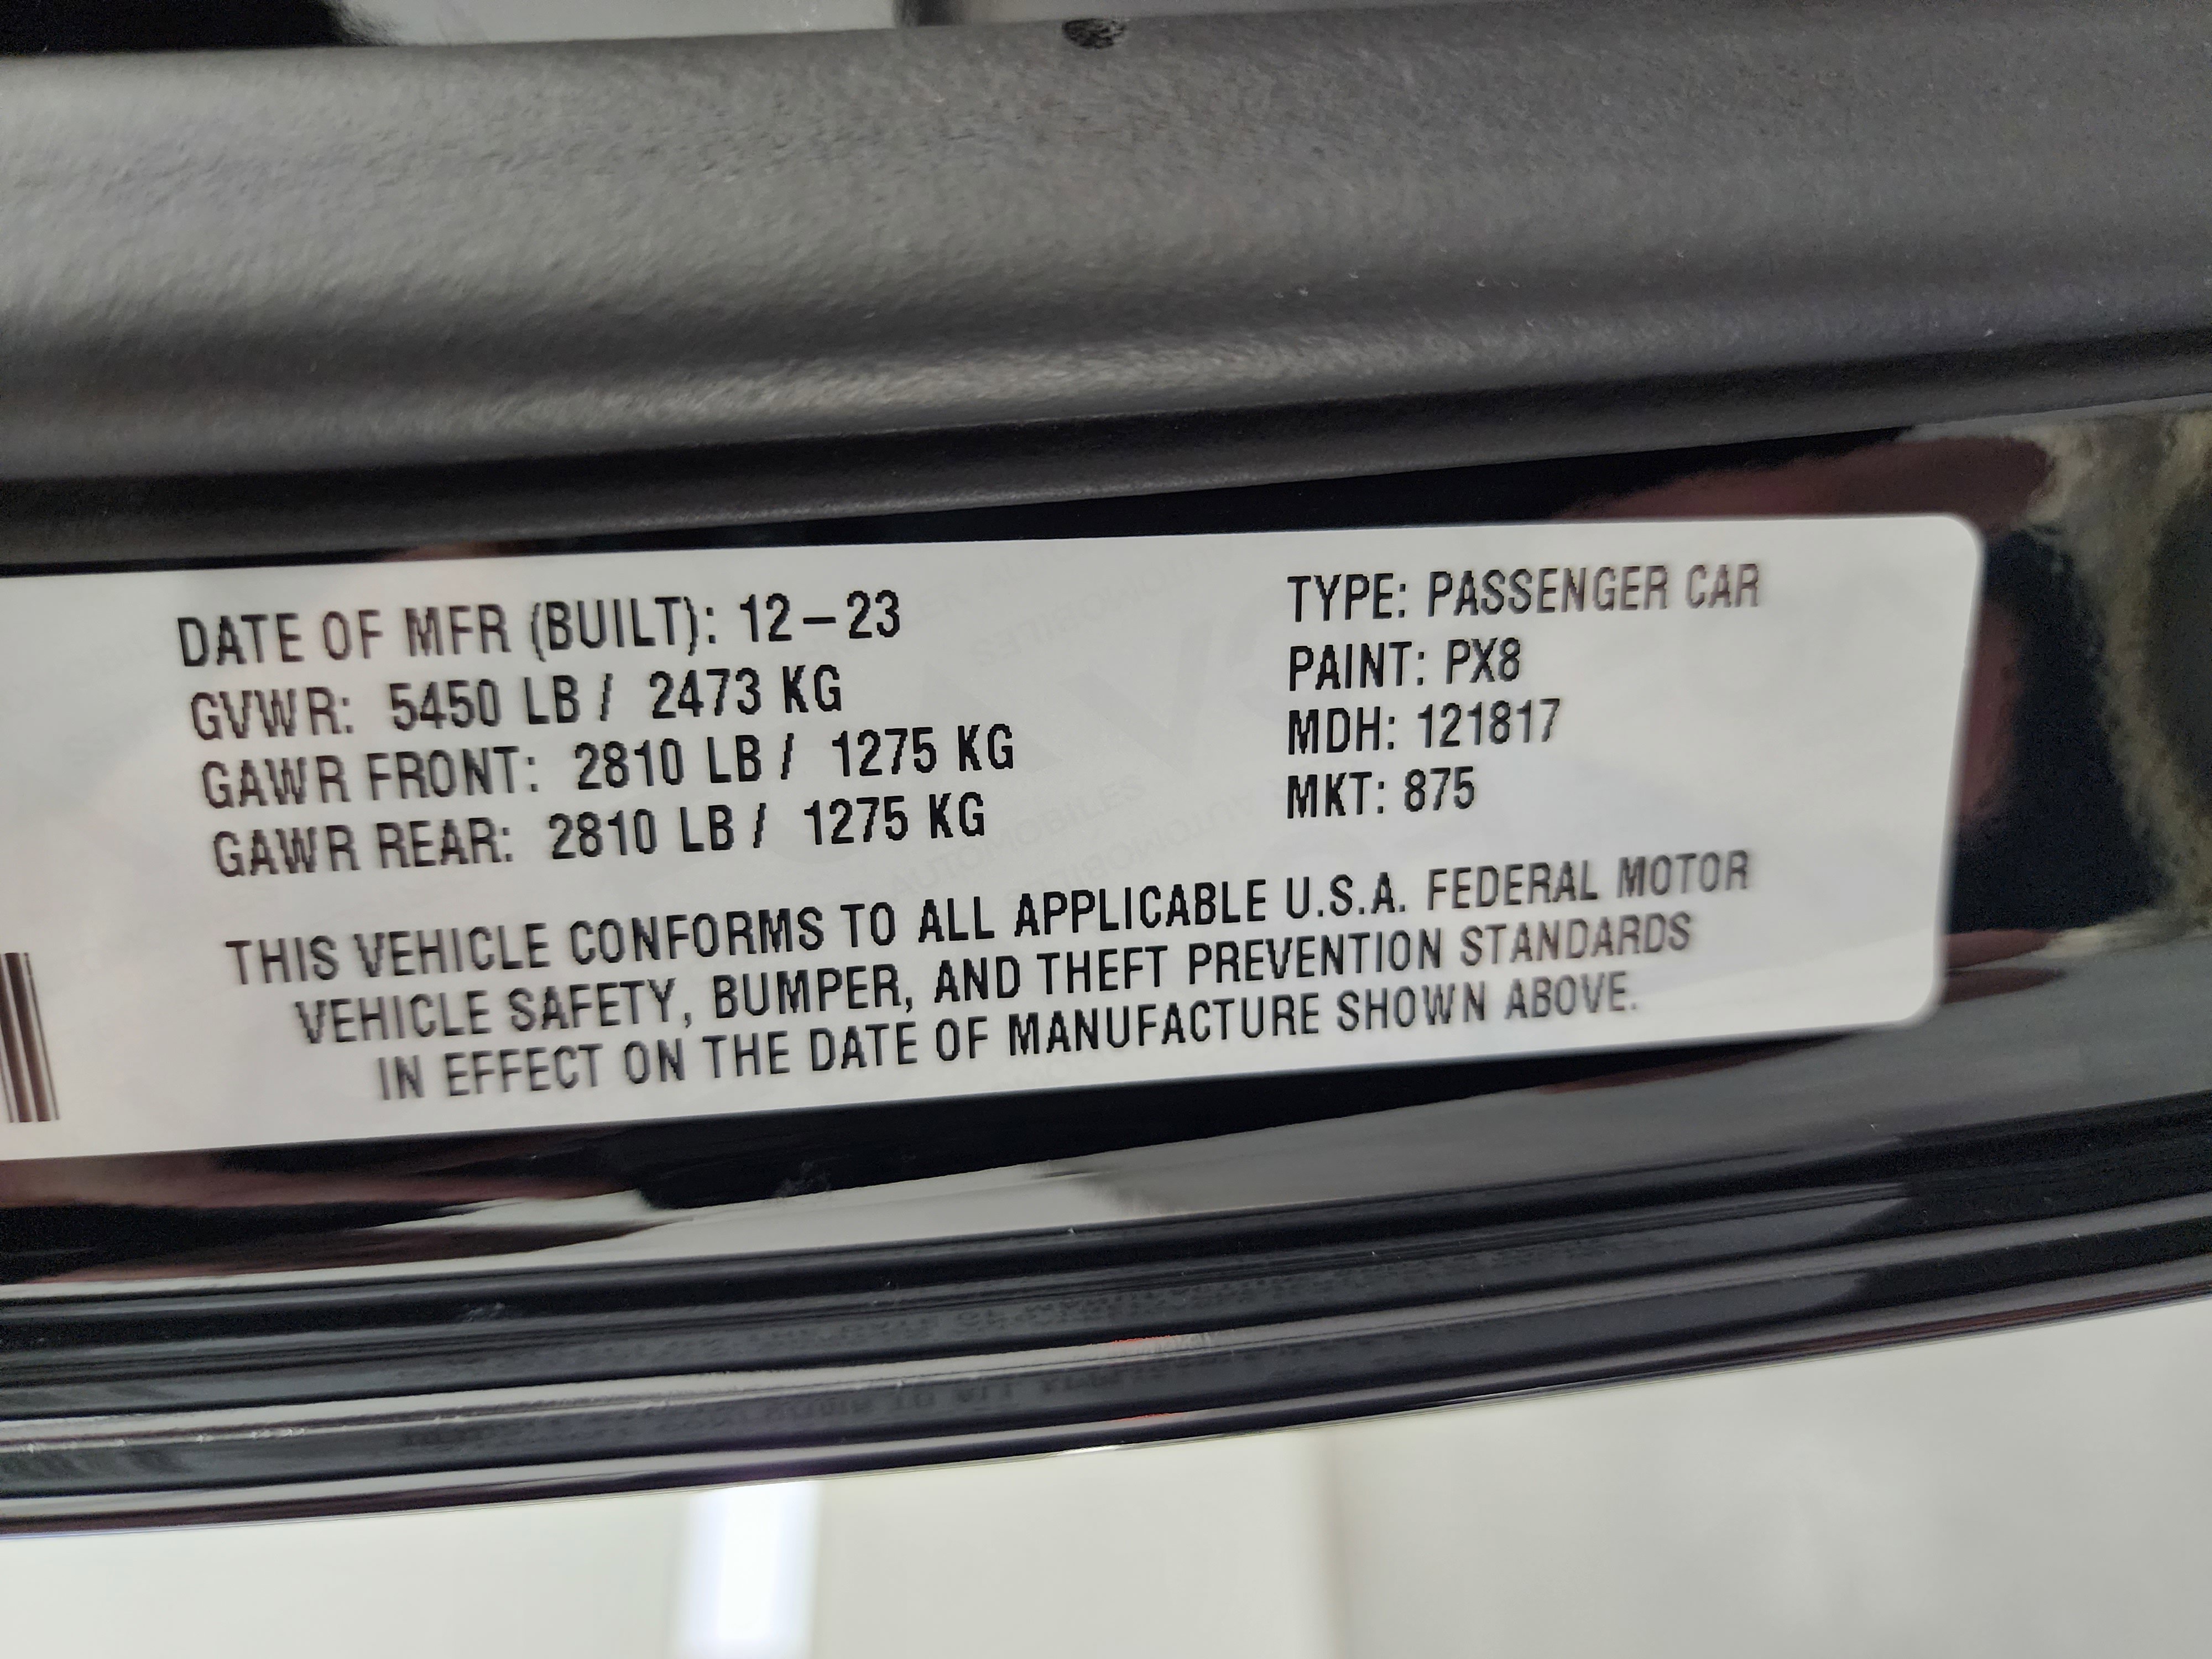 DATE OF MFR (BUILT): 12-23
GVWR: 5450 LB / 2473 KG
GAWR FRONT: 2810 LB / 1275 KG
GAWR REAR: 2810 LB / 1275 KG
TYPE: PASSENGER CAR
PAINT: PX8
MDH: 121817
MKT: 875
THIS VEHICLE CONFORMS TO ALL APPLICABLE U.S.A. FEDERAL MOTOR
VEHICLE SAFETY, BUMPER, AND THEFT PREVENTION STANDARDS
IN EFFECT ON THE DATE OF MANUFACTURE SHOWN ABOVE.